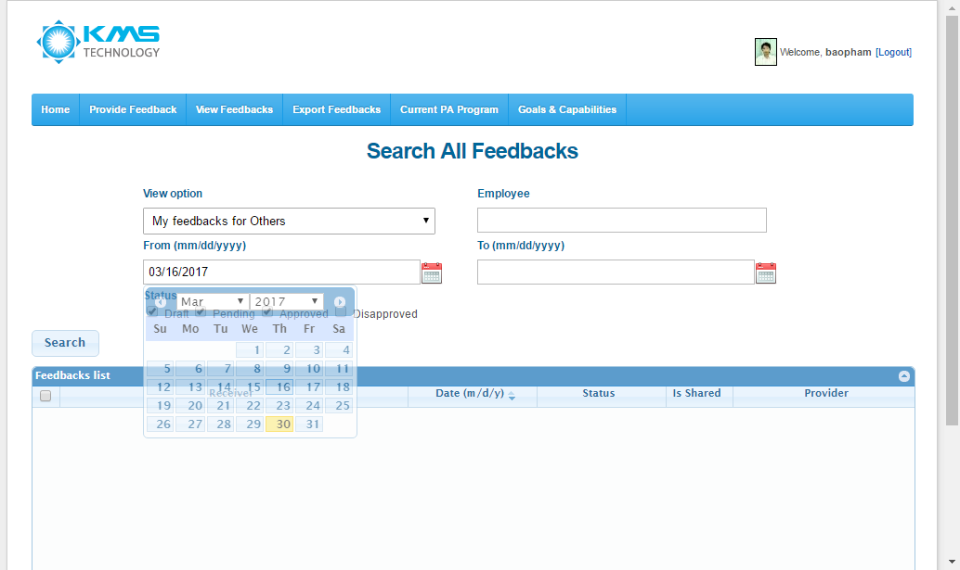 KMS
TECHNOLOGY
Welcome, baopham [Logout]
Home Provide Feedback View Feedbacks Export Feedbacks Current PA Program Goals & Capabilities
Search All Feedbacks
View option Employee
My feedbacks for Others
From (mm/dd/yyyy) To (mm/dd/yyyy)
03/16/2017
Status
Mar 2017
Draft Pending Approved Disapproved
Su Mo Tu We Th Fr Sa
Search
1 2 3 4
5 6 7 8 9 10 11
12 13 14 15 16 17 18
19 20 21 22 23 24 25
26 27 28 29 30 31
Feedbacks list
Receiver Date (m/d/y) Status Is Shared Provider